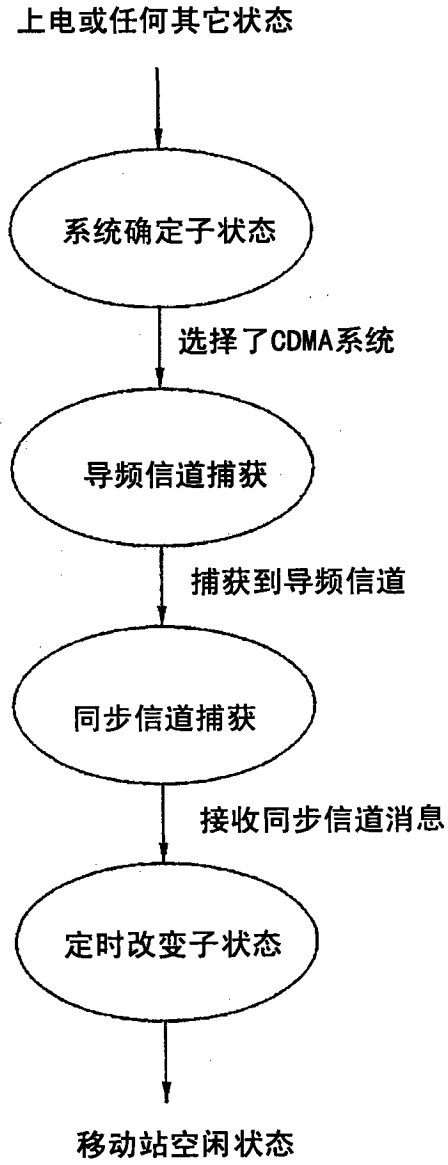 上电或任何其它状态
系统确定子状态
选择了CDMA系统
导频信道捕获
捕获到导频信道
同步信道捕获
接收同步信道消息
定时改变子状态
移动站空闲状态